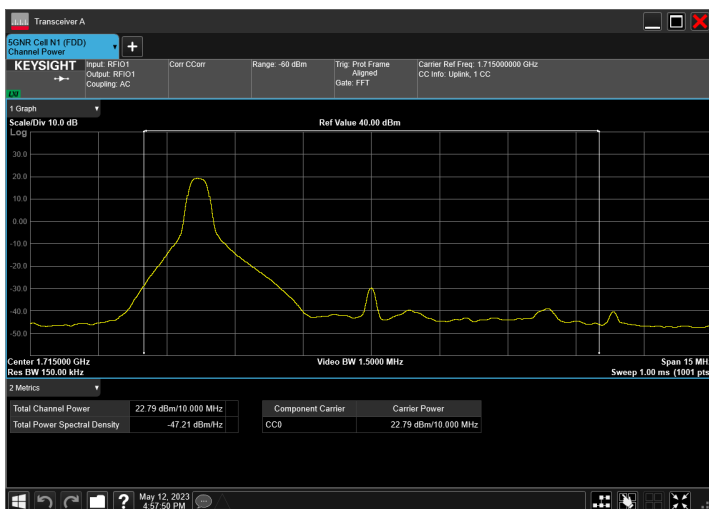 Transceiver A
5GNR Cell N1 (FDD)
Channel Power
KEYSIGHT
Input: RFIO1
Output: RFIO1
Coupling: AC
Corr CCorr
Range: -60 dBm
Trig: Prot Frame
Aligned
Gate: FFT
Carrier Ref Freq: 1.715000000 GHz
CC Info: Uplink, 1 CC
LXI
1 Graph
Scale/Div 10.0 dB
Ref Value 40.00 dBm
Log
30.0
20.0
10.0
0.00
-10.0
-20.0
-30.0
-40.0
-50.0
Center 1.715000 GHz
Video BW 1.5000 MHz
Span 15 MH
Res BW 150.00 kHz
Sweep 1.00 ms (1001 pts
2 Metrics
Total Channel Power 22.79 dBm/10.000 MHz
Total Power Spectral Density -47.21 dBm/Hz
Component Carrier Carrier Power
CC0 22.79 dBm/10.000 MHz
?
May 12, 2023
4:57:50 PM